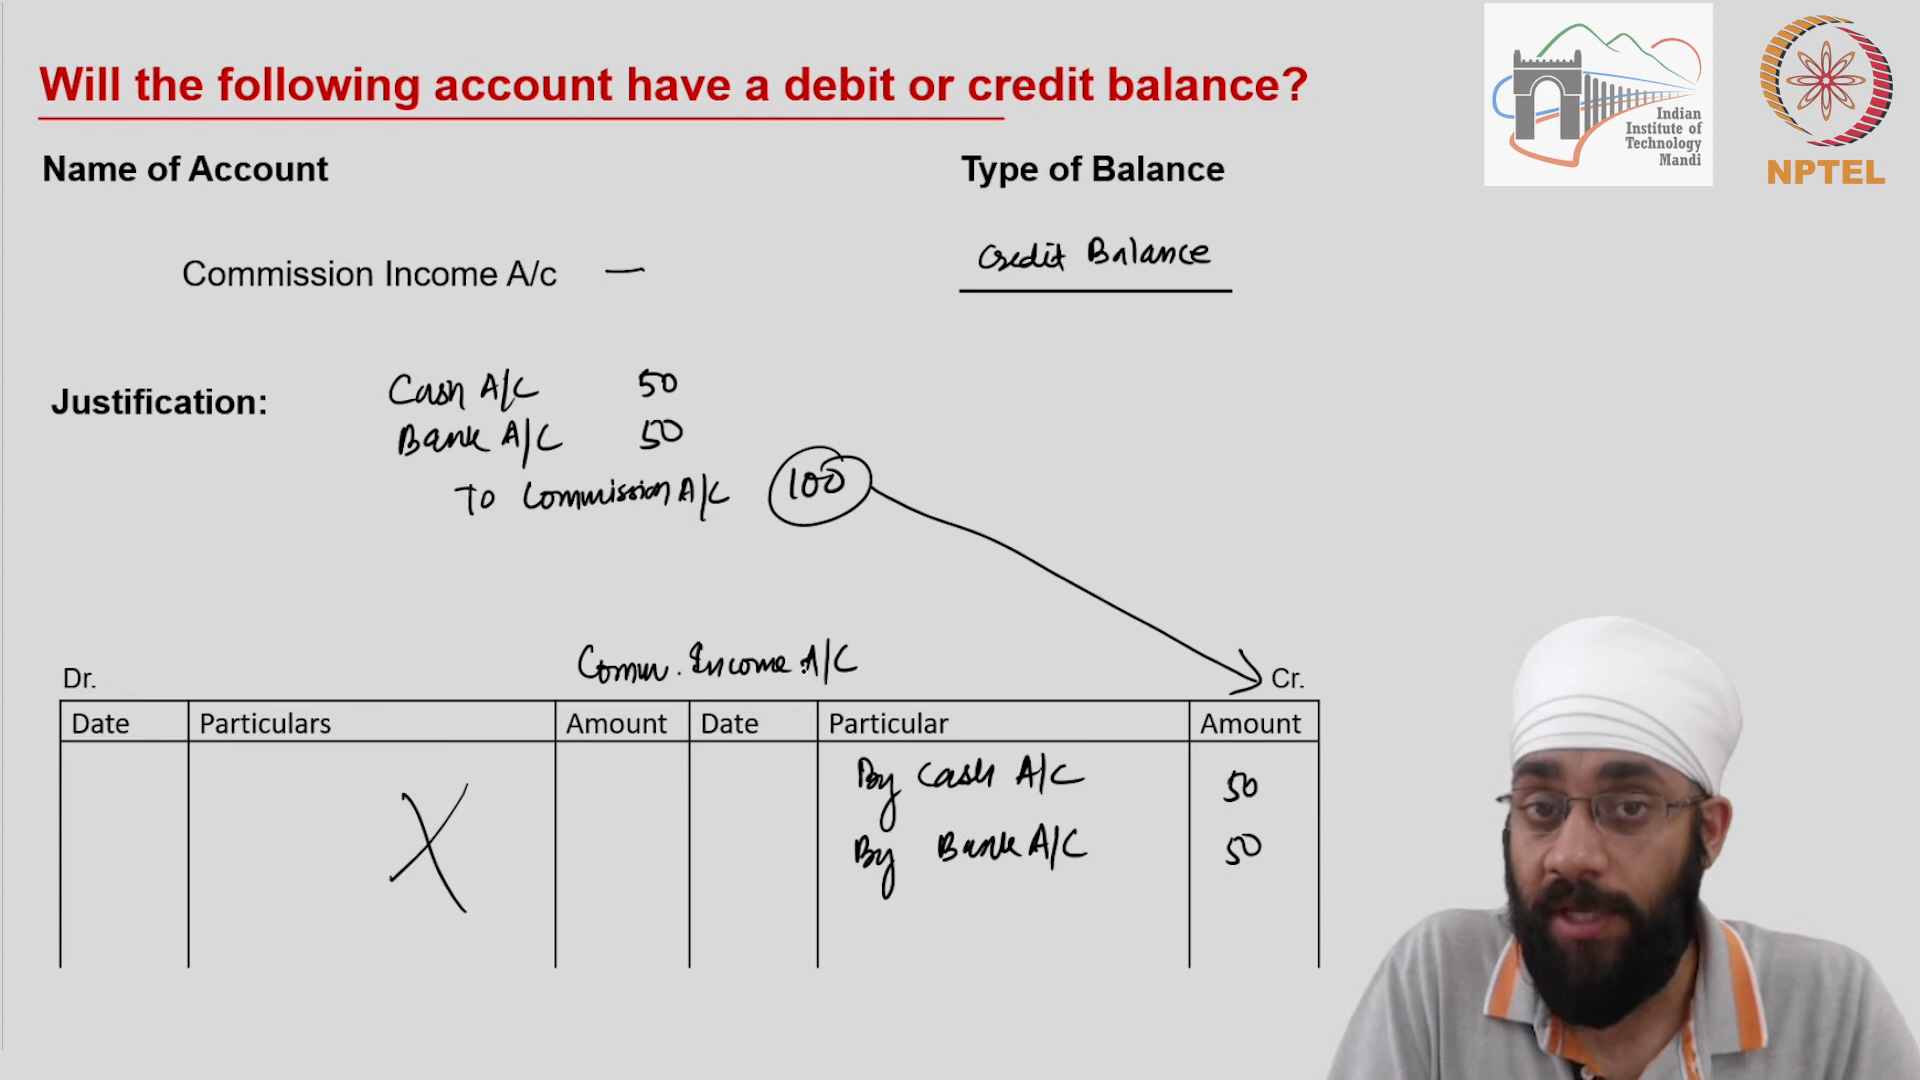 Will the following account have a debit or credit balance?
Indian
Institute of
Technology
Mandi
NPTEL
Name of Account
Type of Balance
Commission Income A/c —
Credit Balance
Justification:
Cash A/C 50
Bank A/C 50
To Commission A/C 100
Comm. Income A/C
Dr.
Cr.
Date Particulars Amount Date Particular Amount
By Cash A/C 50
By Bank A/C 50